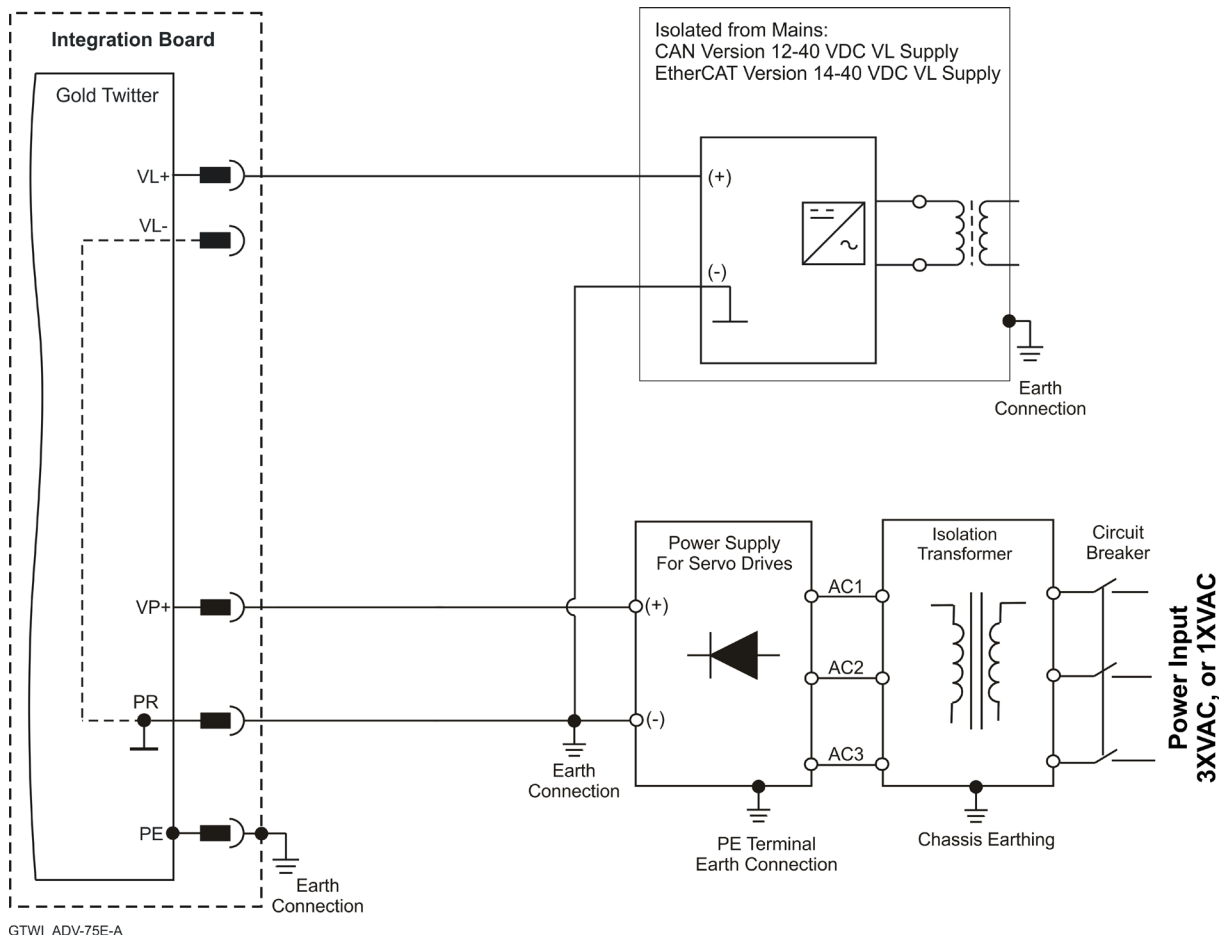 Integration Board
Gold Twitter
VL+
VL-
VP+
PR
PE
Earth
Connection
Isolated from Mains:
CAN Version 12-40 VDC VL Supply
EtherCAT Version 14-40 VDC VL Supply
(+)
(-)
Earth
Connection
Power Supply
For Servo Drives
(+)
(-)
Earth
Connection
PE Terminal
Earth Connection
AC1
AC2
AC3
Isolation
Transformer
Chassis Earthing
Circuit
Breaker
Power Input
3XVAC, or 1XVAC
GTWI_ADV-75E-A